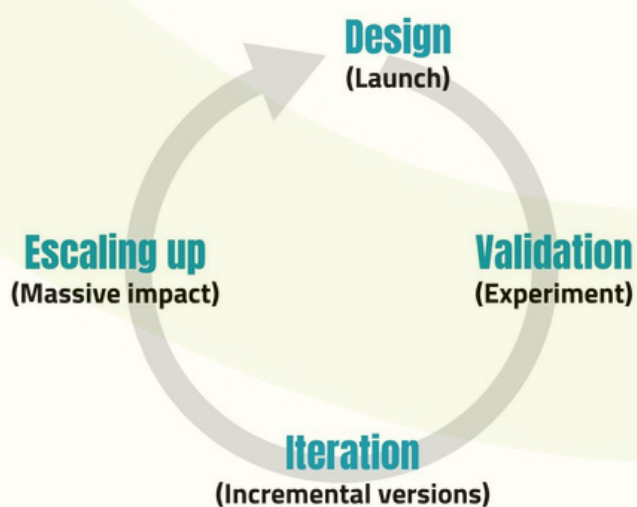 Design
(Launch)
Escaling up
(Massive impact)
Validation
(Experiment)
Iteration
(Incremental versions)